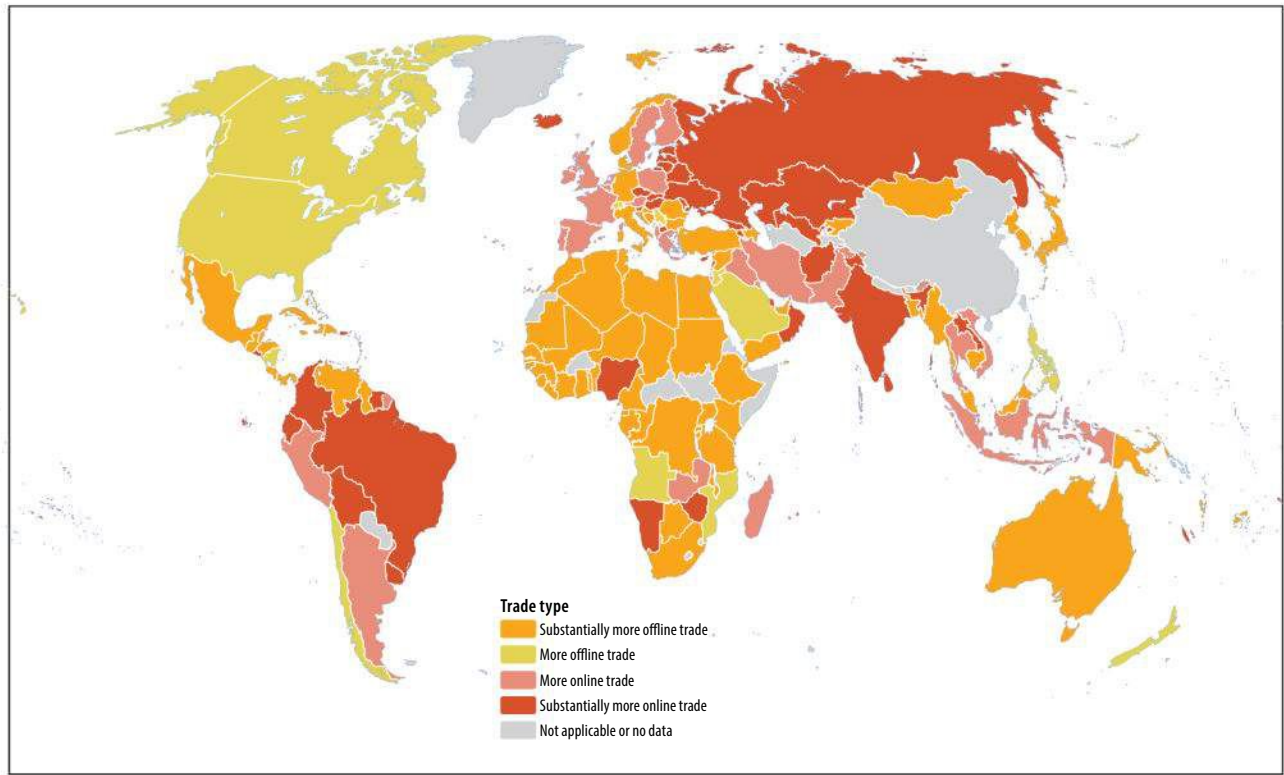 Trade type
Substantially more offline trade
More offline trade
More online trade
Substantially more online trade
Not applicable or no data